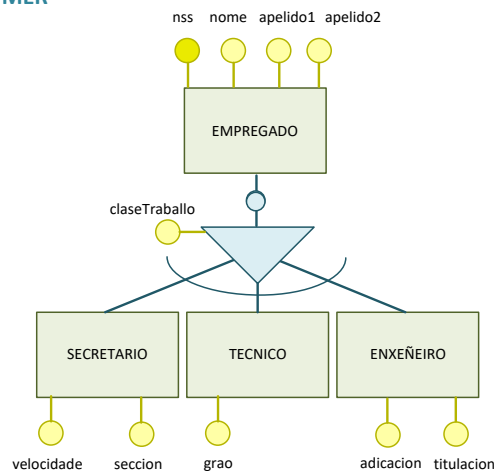 MER
nss nome apelido1 apelido2
EMPREGADO
claseTraballo
SECRETARIO TECNICO ENXEÑEIRO
velocidade seccion grao adicacion titulacion